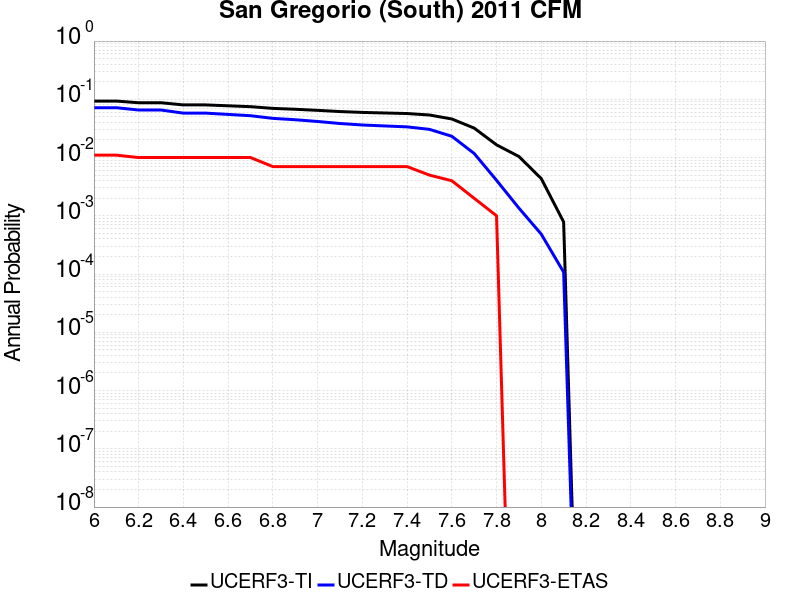 San Gregorio (South) 2011 CFM
Annual Probability
10^0
10^-1
10^-2
10^-3
10^-4
10^-5
10^-6
10^-7
10^-8
6 6.2 6.4 6.6 6.8 7 7.2 7.4 7.6 7.8 8 8.2 8.4 8.6 8.8 9
Magnitude
UCERF3-TI UCERF3-TD UCERF3-ETAS